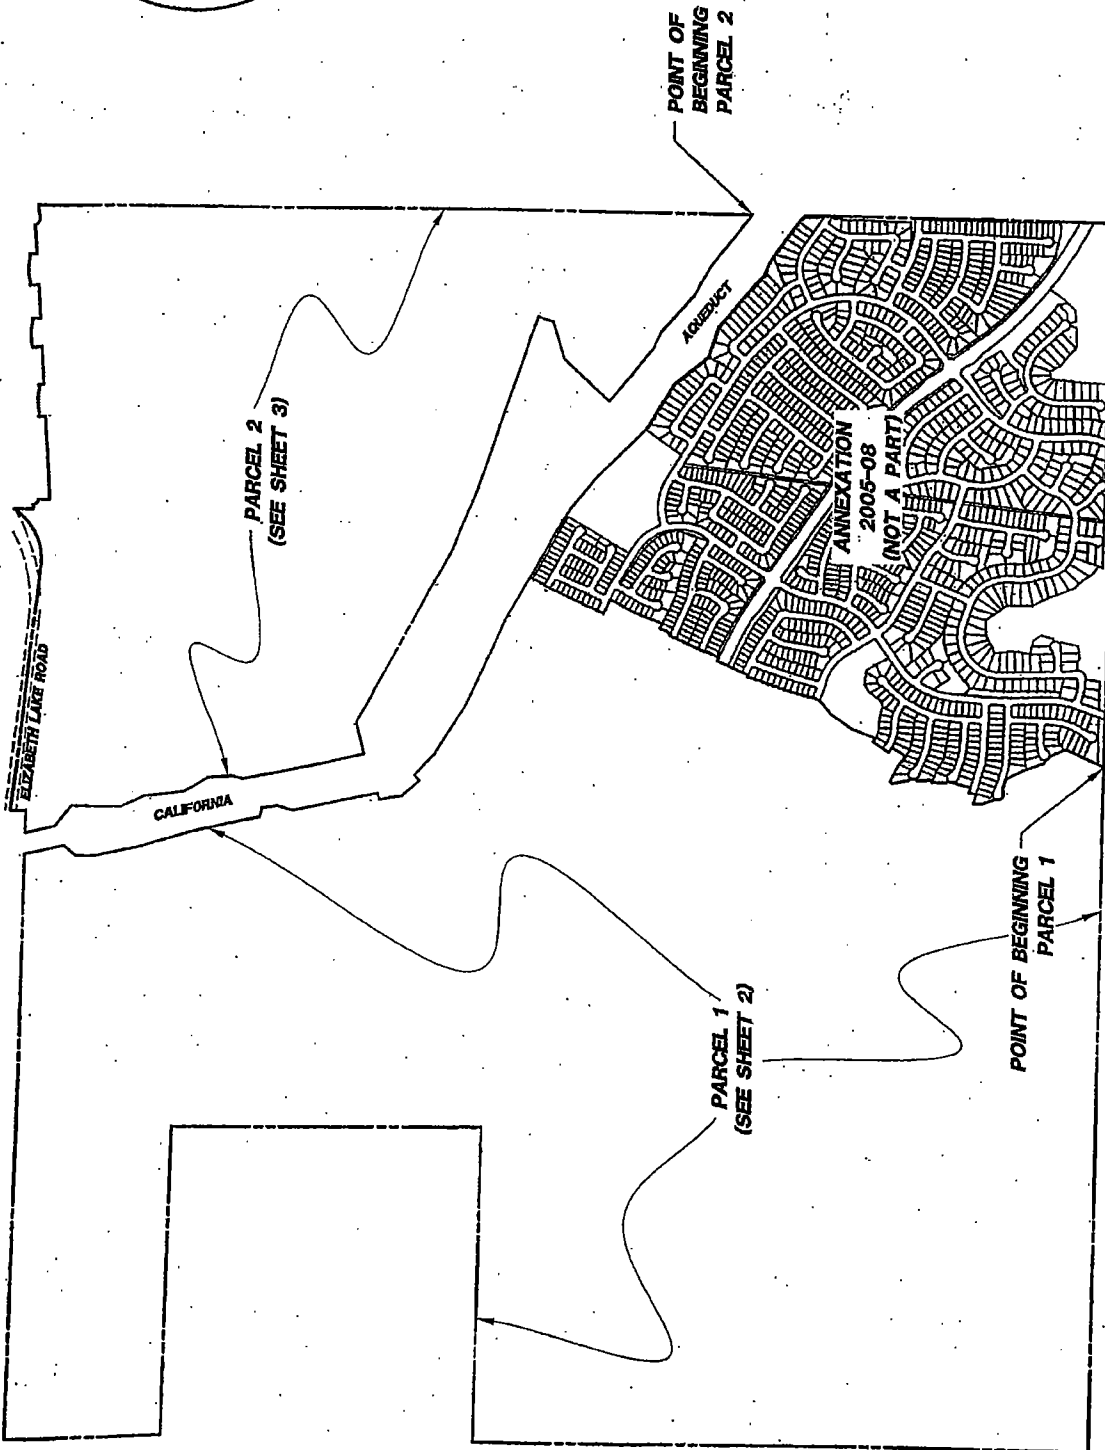 POINT OF
BEGINNING
PARCEL 2
ELIZABETH LAKE ROAD
PARCEL 2
(SEE SHEET 3)
AQUEDUCT
CALIFORNIA
ANNEXATION
2005-08
(NOT A PART)
PARCEL 1
(SEE SHEET 2)
POINT OF BEGINNING
PARCEL 1